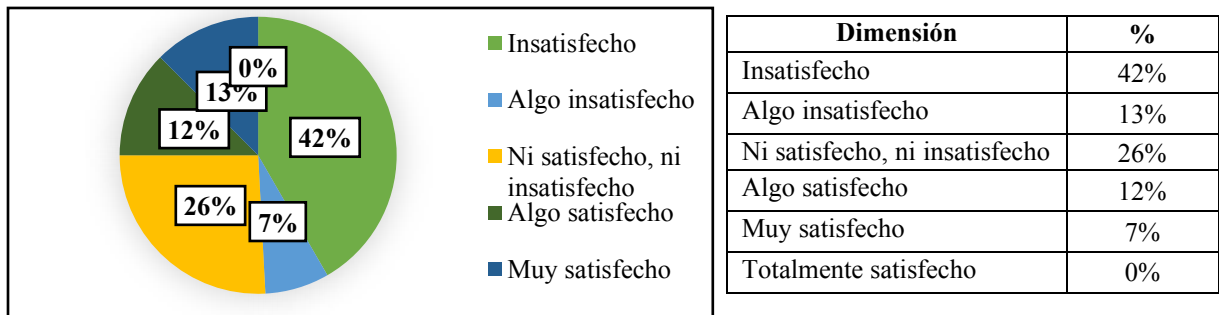 0%
13%
12%
42%
26%
7%
Insatisfecho
Algo insatisfecho
Ni satisfecho, ni
insatisfecho
Algo satisfecho
Muy satisfecho
Dimensión %
Insatisfecho 42%
Algo insatisfecho 13%
Ni satisfecho, ni insatisfecho 26%
Algo satisfecho 12%
Muy satisfecho 7%
Totalmente satisfecho 0%